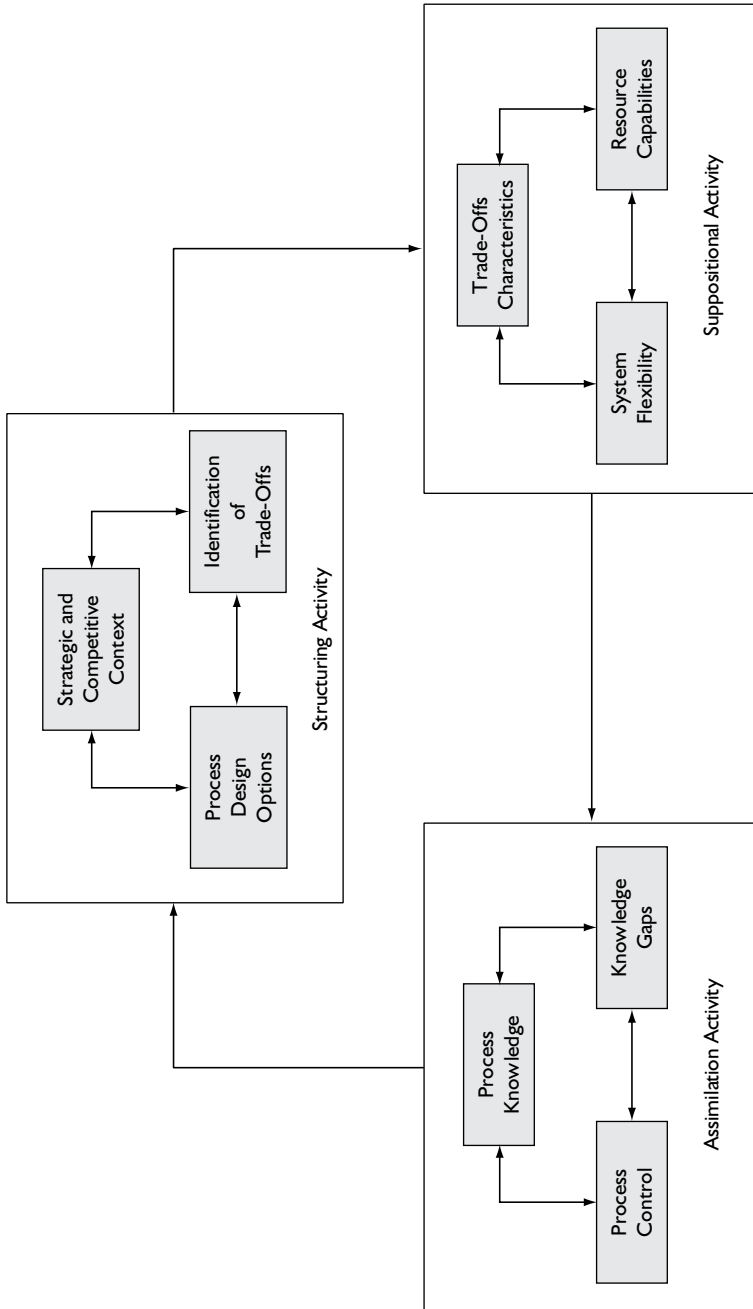 Strategic and
Competitive
Context
Process
Design
Options
Identification
of
Trade-Offs
Structuring Activity
Process
Knowledge
Process
Control
Knowledge
Gaps
Assimilation Activity
Trade-Offs
Characteristics
System
Flexibility
Resource
Capabilities
Suppositional Activity